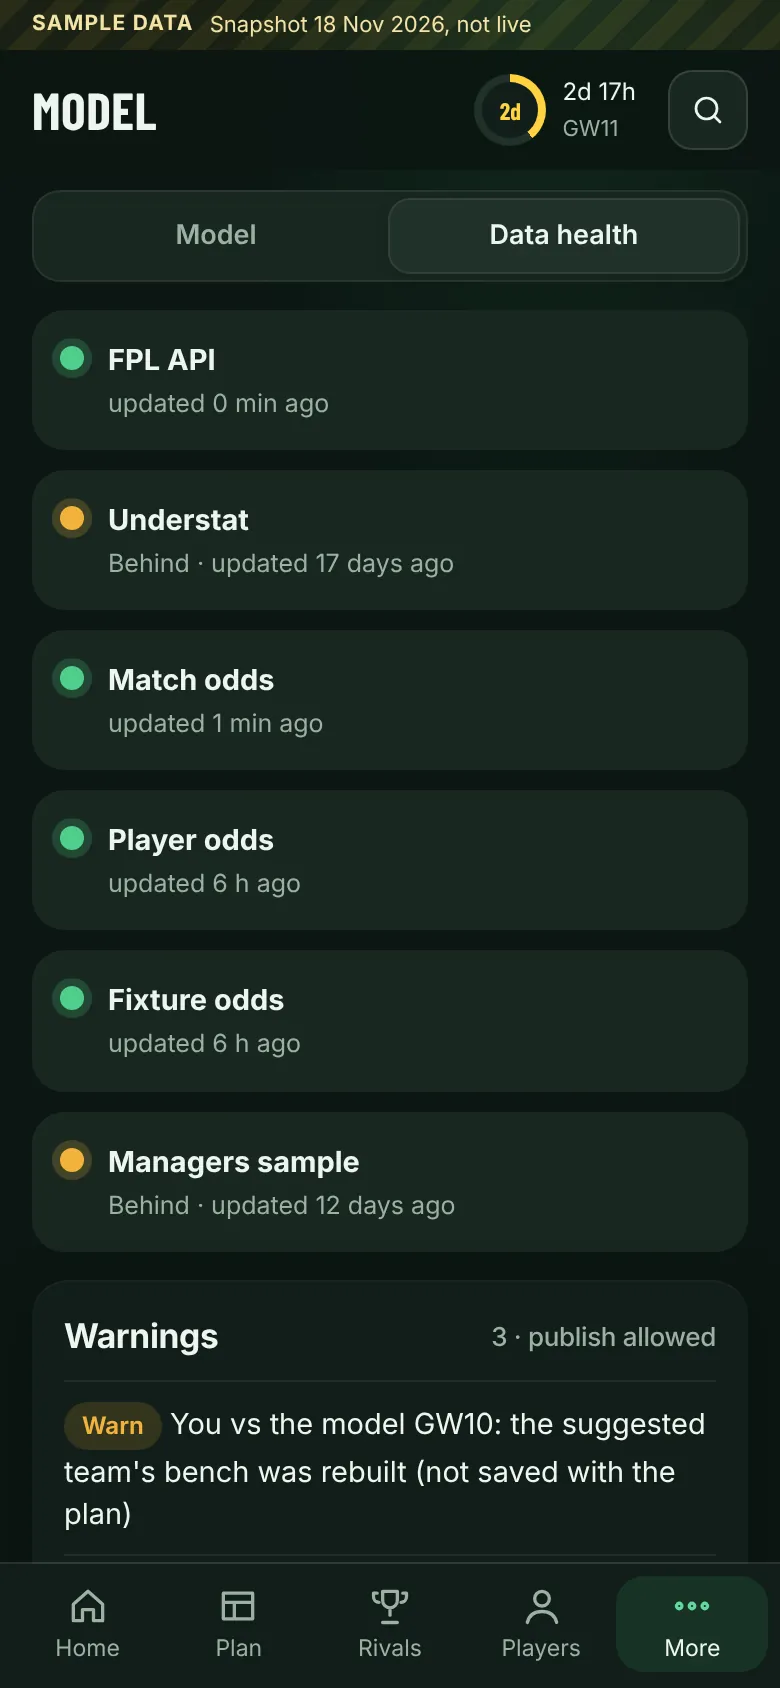 SAMPLE DATA Snapshot 18 Nov 2026, not live
MODEL
2d
2d 17h
GW11
Model
Data health
FPL API
updated 0 min ago
Understat
Behind · updated 17 days ago
Match odds
updated 1 min ago
Player odds
updated 6 h ago
Fixture odds
updated 6 h ago
Managers sample
Behind · updated 12 days ago
Warnings
3 · publish allowed
Warn You vs the model GW10: the suggested
team's bench was rebuilt (not saved with the
plan)
Home
Plan
Rivals
Players
More